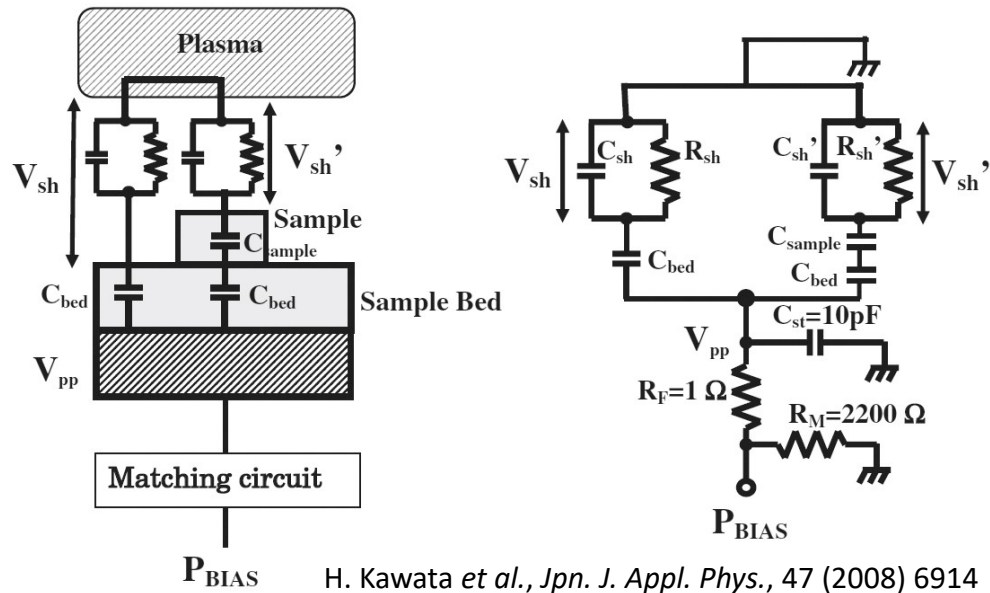 Plasma
V_sh
V_sh'
Sample
C_sample
C_bed
C_bed
Sample Bed
V_pp
Matching circuit
P_BIAS
V_sh
C_sh
R_sh
C_sh'
R_sh'
V_sh'
C_bed
C_sample
C_bed
C_st=10pF
V_pp
R_F=1 Ω
R_M=2200 Ω
P_BIAS
H. Kawata et al., Jpn. J. Appl. Phys., 47 (2008) 6914